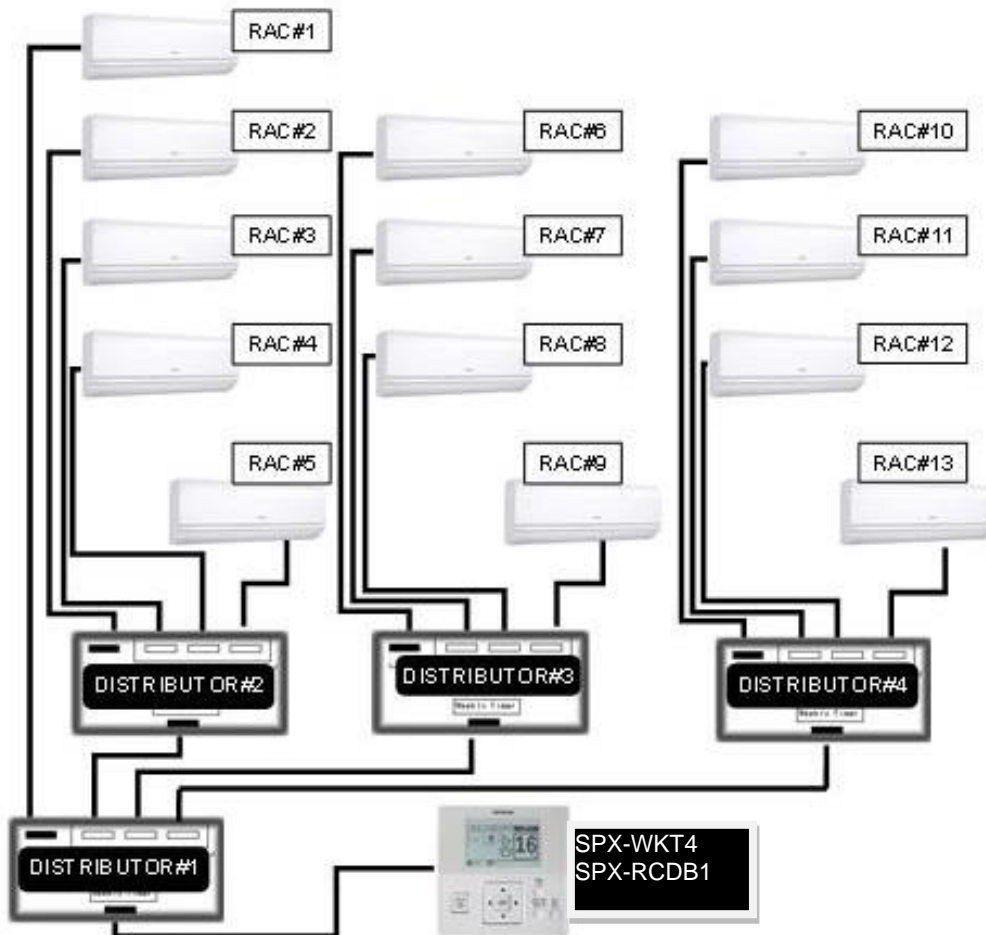 RAC#1
RAC#2
RAC#6
RAC#10
RAC#3
RAC#7
RAC#11
RAC#4
RAC#8
RAC#12
RAC#5
RAC#9
RAC#13
DISTRIBUTOR#2
DISTRIBUTOR#3
DISTRIBUTOR#4
Weekly Timer
Weekly Timer
DISTRIBUTOR#1
Weekly Timer
16
SPX-WKT4
SPX-RCDB1